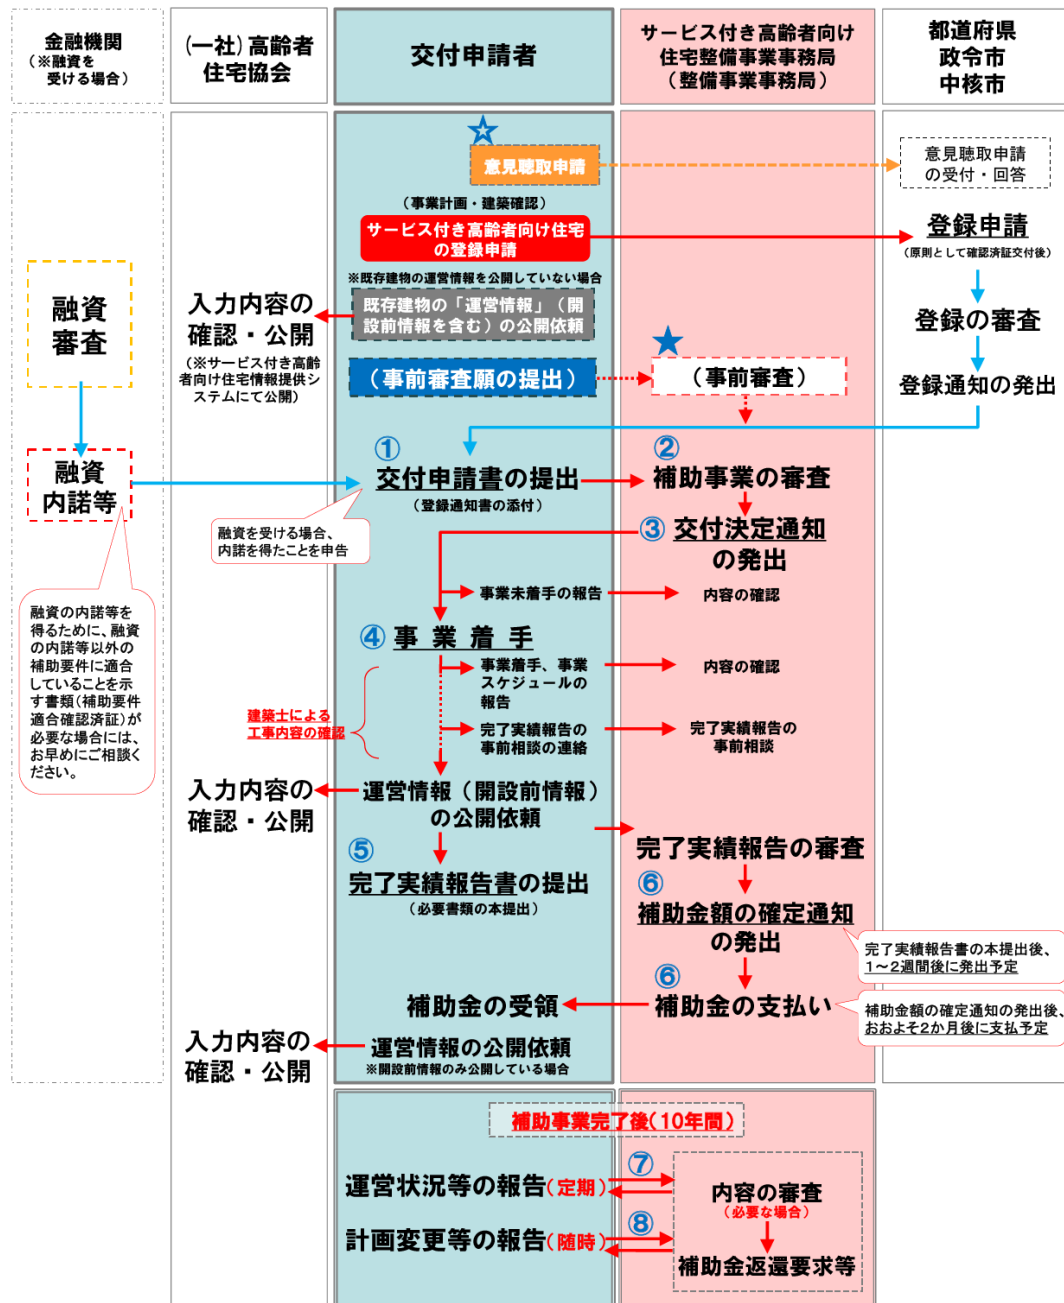 金融機関
（※融資を
受ける場合）
(一社)高齢者
住宅協会
交付申請者
サービス付き高齢者向け
住宅整備事業事務局
（整備事業事務局）
都道府県
政令市
中核市
意見聴取申請
意見聴取申請
の受付・回答
（事業計画・建築確認）
サービス付き高齢者向け住宅
の登録申請
登録申請
（原則として確認済証交付後）
※既存建物の運営情報を公開していない場合
既存建物の「運営情報」（開
設前情報を含む）の公開依頼
入力内容の
確認・公開
（※サービス付き高齢
者向け住宅情報提供シ
ステムにて公開）
融資
審査
登録の審査
（事前審査願の提出）
（事前審査）
登録通知の発出
融資
内諾等
①
交付申請書の提出
（登録通知書の添付）
②
補助事業の審査
融資を受ける場合、
内諾を得たことを申告
③ 交付決定通知
の発出
融資の内諾等を
得るために、融資
の内諾等以外の
補助要件に適合
していることを示
す書類（補助要件
適合確認済証）が
必要な場合には、
お早めにご相談く
ださい。
事業未着手の報告
内容の確認
④ 事業着手
事業着手、事業
スケジュールの
報告
内容の確認
建築士による
工事内容の確認
完了実績報告の
事前相談の連絡
完了実績報告の
事前相談
入力内容の
確認・公開
運営情報（開設前情報）
の公開依頼
完了実績報告の審査
⑤
完了実績報告書の提出
（必要書類の本提出）
⑥
補助金額の確定通知
の発出
完了実績報告書の本提出後、
1～2週間後に発出予定
⑥
補助金の支払い
補助金の受領
補助金額の確定通知の発出後、
おおよそ2か月後に支払予定
入力内容の
確認・公開
運営情報の公開依頼
※開設前情報のみ公開している場合
補助事業完了後（10年間）
運営状況等の報告（定期）
⑦
内容の審査
（必要な場合）
計画変更等の報告（随時）
⑧
補助金返還要求等